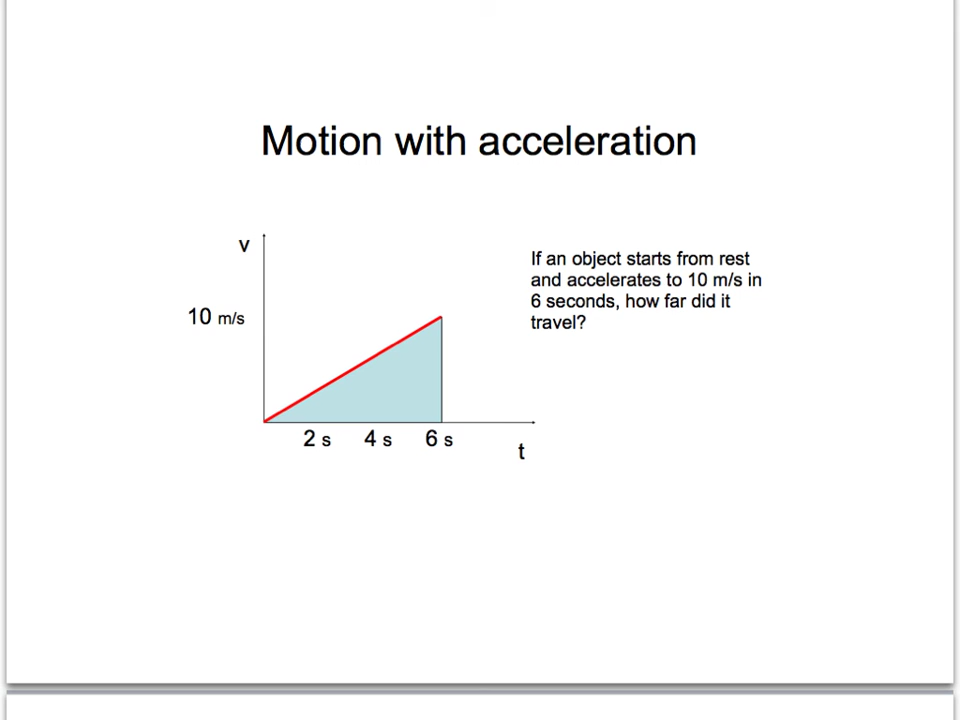 Motion with acceleration
v
10 m/s
If an object starts from rest
and accelerates to 10 m/s in
6 seconds, how far did it
travel?
2 s 4 s 6 s
t